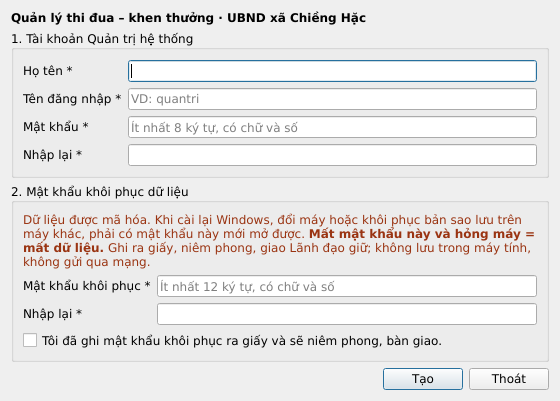 Quản lý thi đua – khen thưởng · UBND xã Chiềng Hặc
1. Tài khoản Quản trị hệ thống
Họ tên *
Tên đăng nhập * VD: quantri
Mật khẩu * Ít nhất 8 ký tự, có chữ và số
Nhập lại *
2. Mật khẩu khôi phục dữ liệu
Dữ liệu được mã hóa. Khi cài lại Windows, đổi máy hoặc khôi phục bản sao lưu trên
máy khác, phải có mật khẩu này mới mở được. Mất mật khẩu này và hỏng máy =
mất dữ liệu. Ghi ra giấy, niêm phong, giao Lãnh đạo giữ; không lưu trong máy tính,
không gửi qua mạng.
Mật khẩu khôi phục * Ít nhất 12 ký tự, có chữ và số
Nhập lại *
Tôi đã ghi mật khẩu khôi phục ra giấy và sẽ niêm phong, bàn giao.
Tạo Thoát